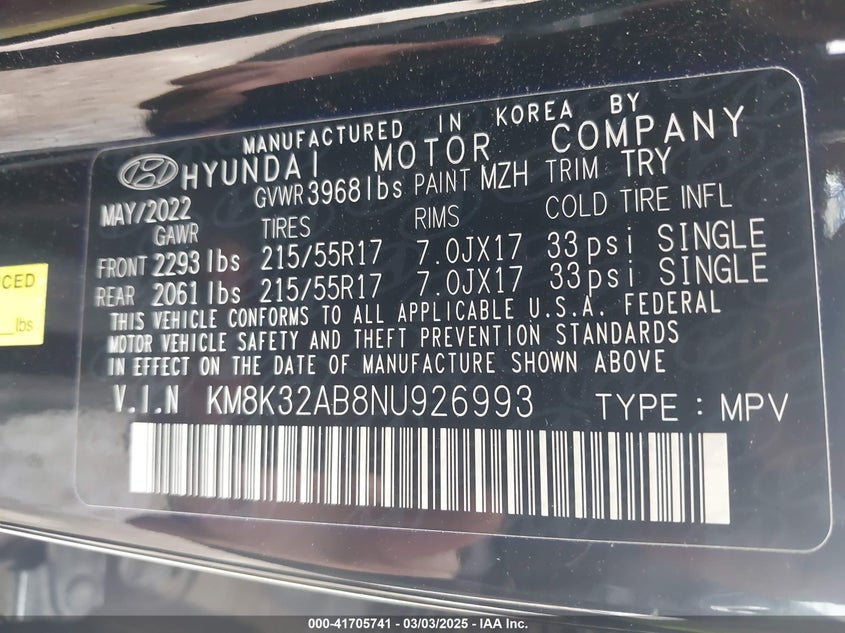 MANUFACTURED IN KOREA BY
HYUNDAI MOTOR COMPANY
MAY/2022 GVWR 3968 lbs PAINT MZH TRIM TRY
GAWR TIRES RIMS COLD TIRE INFL
FRONT 2293 lbs 215/55R17 7.0JX17 33psi SINGLE
REAR 2061 lbs 215/55R17 7.0JX17 33psi SINGLE
THIS VEHICLE CONFORMS TO ALL APPLICABLE U.S.A. FEDERAL
MOTOR VEHICLE SAFETY AND THEFT PREVENTION STANDARDS
IN EFFECT ON THE DATE OF MANUFACTURE SHOWN ABOVE
V.I.N KM8K32AB8NU926993 TYPE : MPV
lbs
000-41705741 - 03/03/2025 - IAA Inc.